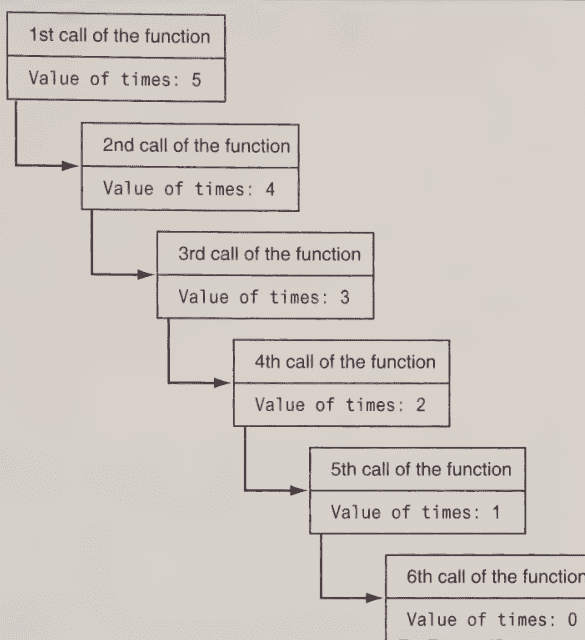 1st call of the function
Value of times: 5
2nd call of the function
Value of times: 4
3rd call of the function
Value of times: 3
4th call of the function
Value of times: 2
5th call of the function
Value of times: 1
6th call of the function
Value of times: 0